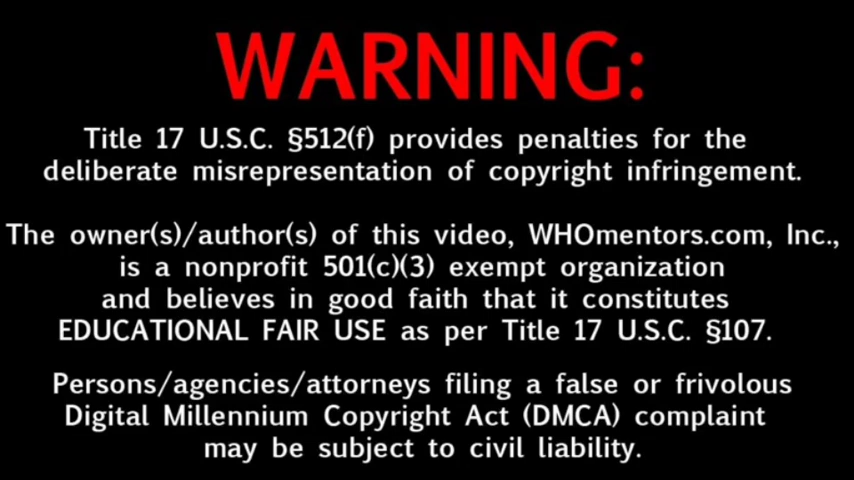 WARNING:
Title 17 U.S.C. §512(f) provides penalties for the
deliberate misrepresentation of copyright infringement.
The owner(s)/author(s) of this video, WHOmentors.com, Inc.,
is a nonprofit 501(c)(3) exempt organization
and believes in good faith that it constitutes
EDUCATIONAL FAIR USE as per Title 17 U.S.C. §107.
Persons/agencies/attorneys filing a false or frivolous
Digital Millennium Copyright Act (DMCA) complaint
may be subject to civil liability.